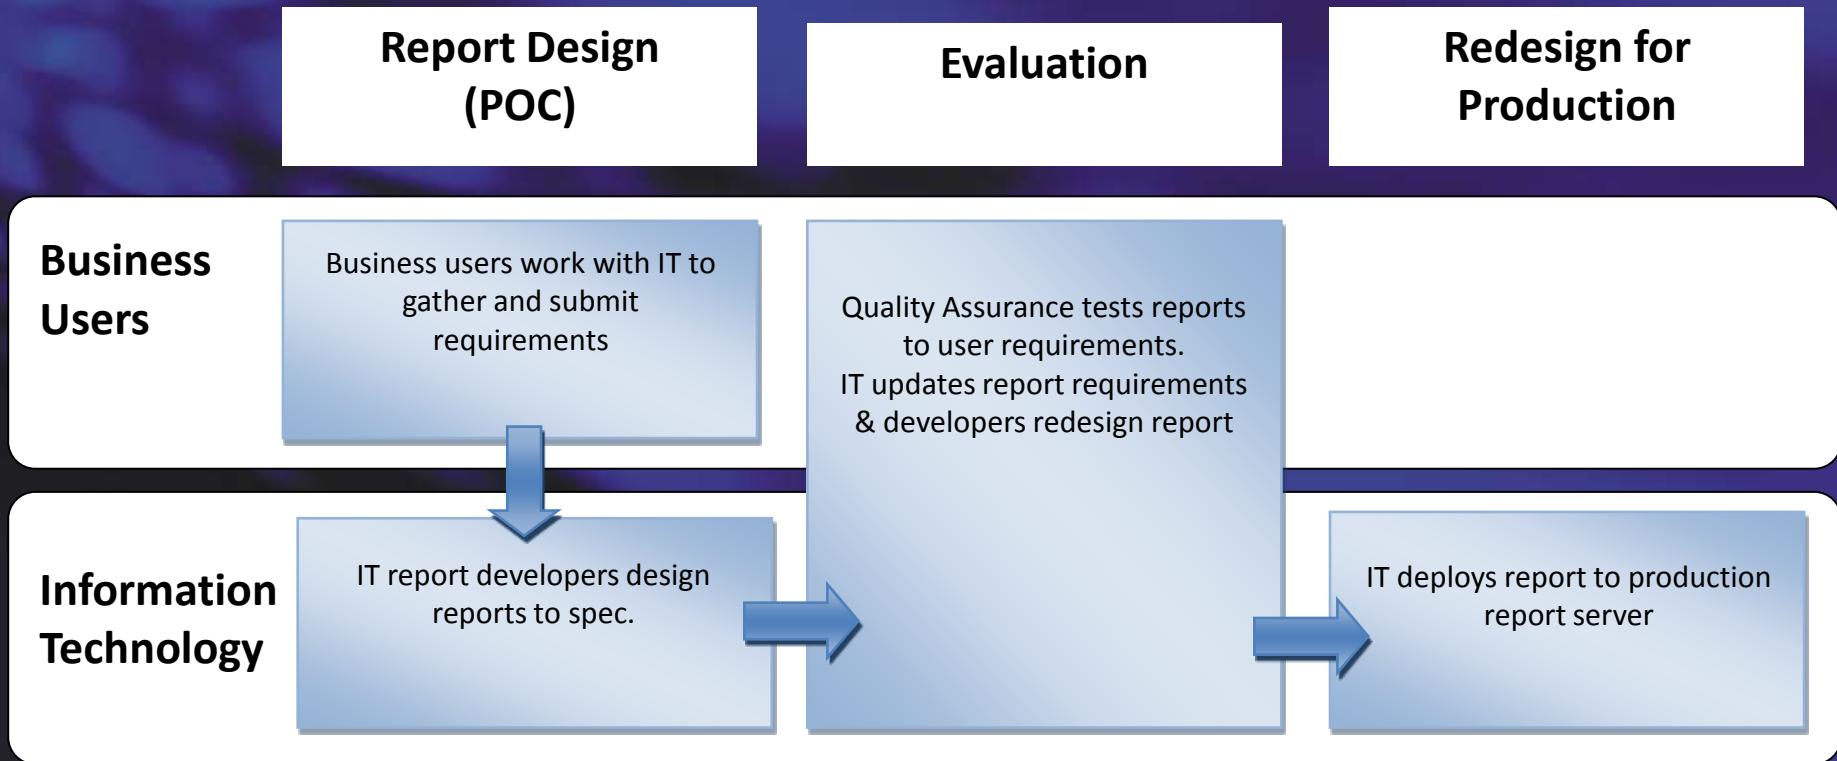 Report Design
(POC)
Evaluation
Redesign for
Production
Business
Users
Business users work with IT to
gather and submit
requirements
Quality Assurance tests reports
to user requirements.
IT updates report requirements
& developers redesign report
Information
Technology
IT report developers design
reports to spec.
IT deploys report to production
report server